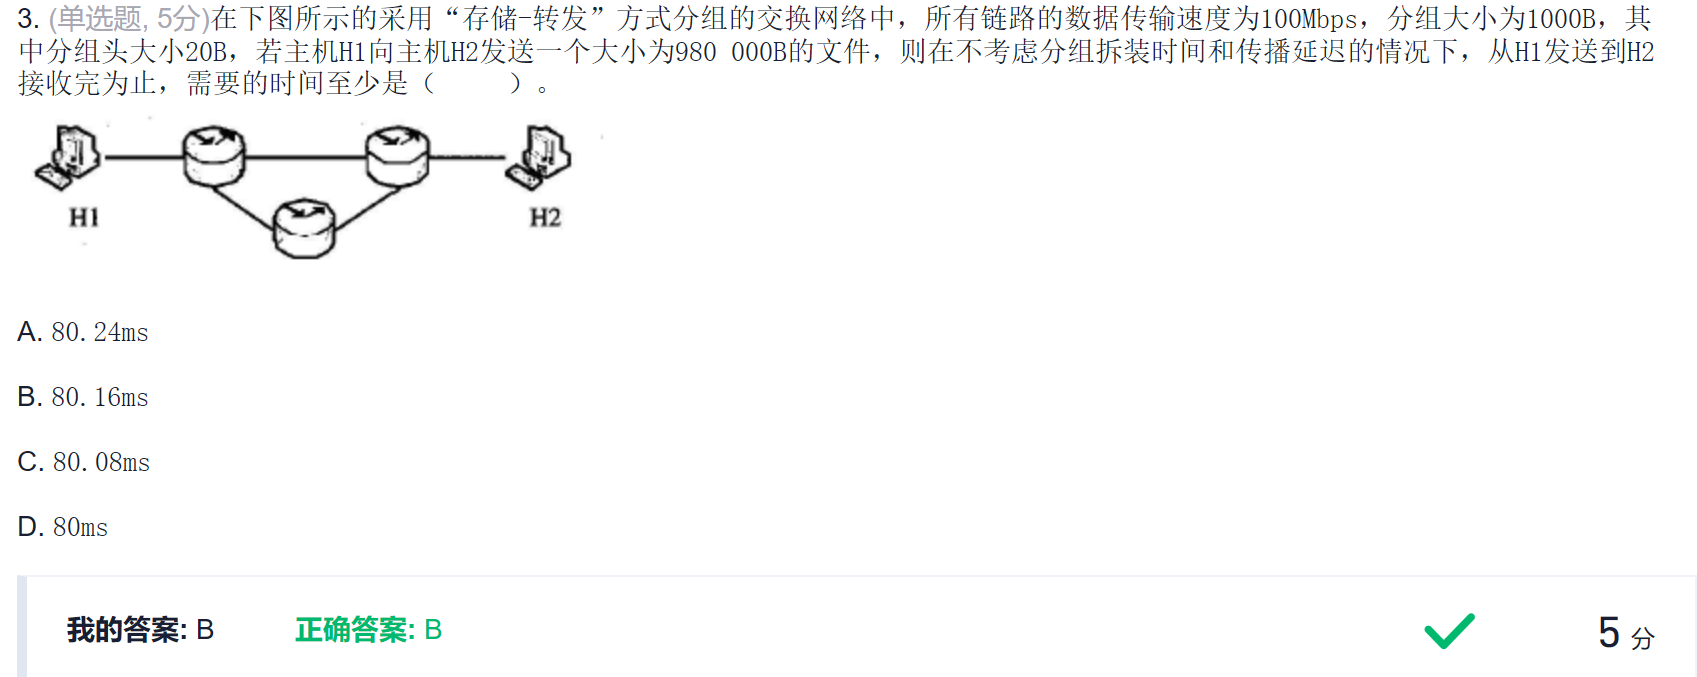 3. (单选题, 5分)在下图所示的采用“存储-转发”方式分组的交换网络中，所有链路的数据传输速度为100Mbps，分组大小为1000B，其
中分组头大小20B，若主机H1向主机H2发送一个大小为980 000B的文件，则在不考虑分组拆装时间和传播延迟的情况下，从H1发送到H2
接收完为止，需要的时间至少是（　　）。
H1
H2
A. 80.24ms
B. 80.16ms
C. 80.08ms
D. 80ms
我的答案: B 正确答案: B 5 分